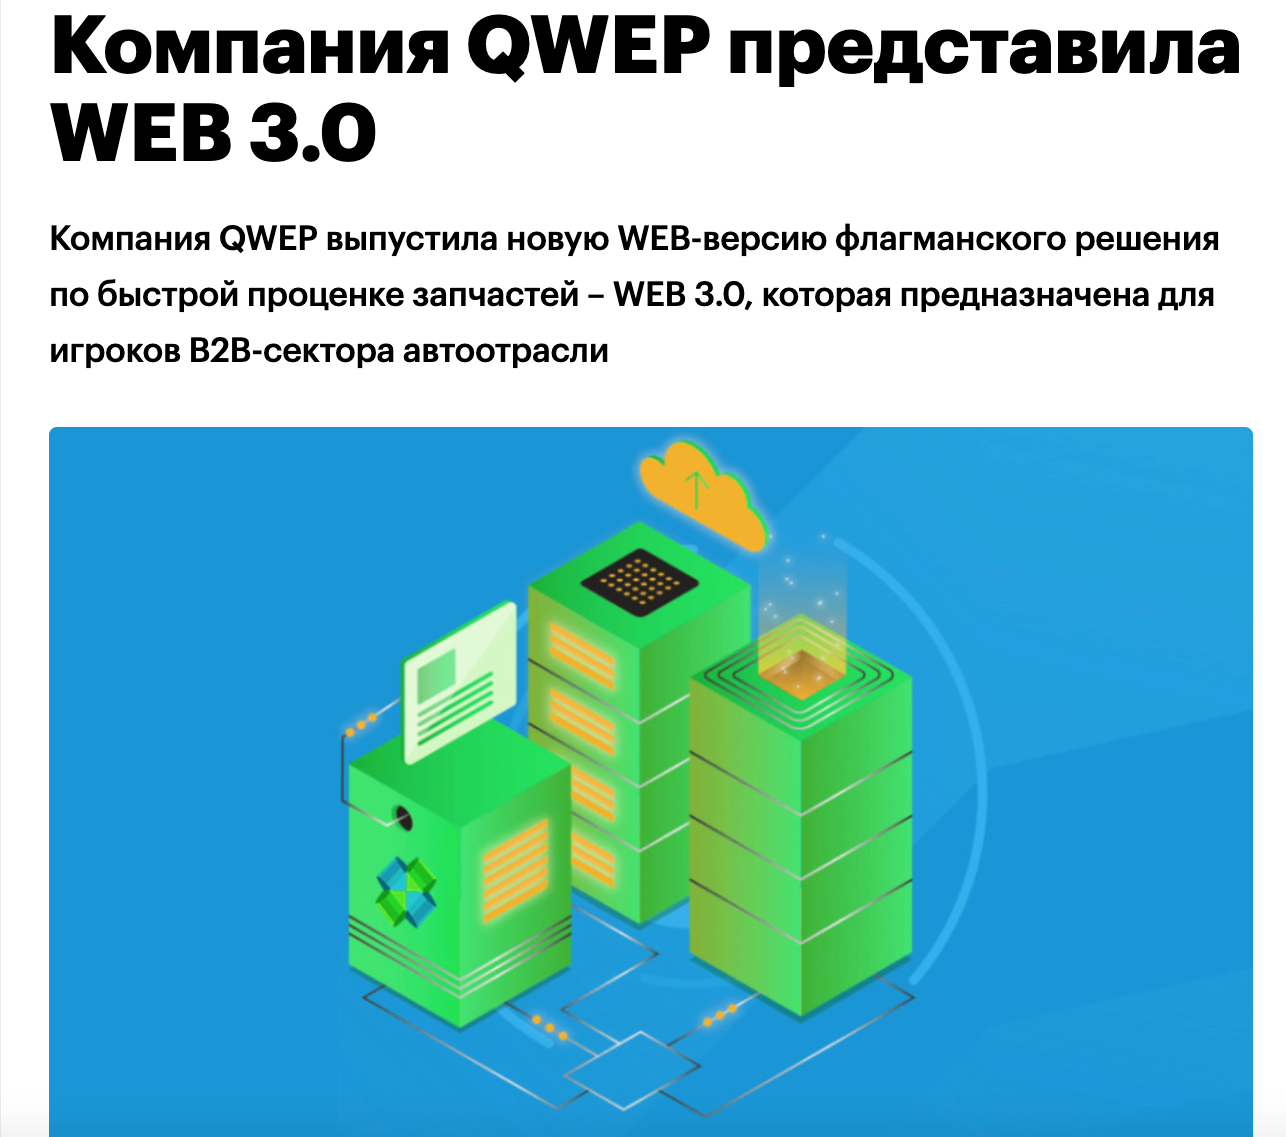 Компания QWEP представила
WEB 3.0
Компания QWEP выпустила новую WEB-версию флагманского решения
по быстрой проценке запчастей – WEB 3.0, которая предназначена для
игроков B2B-сектора автоотрасли